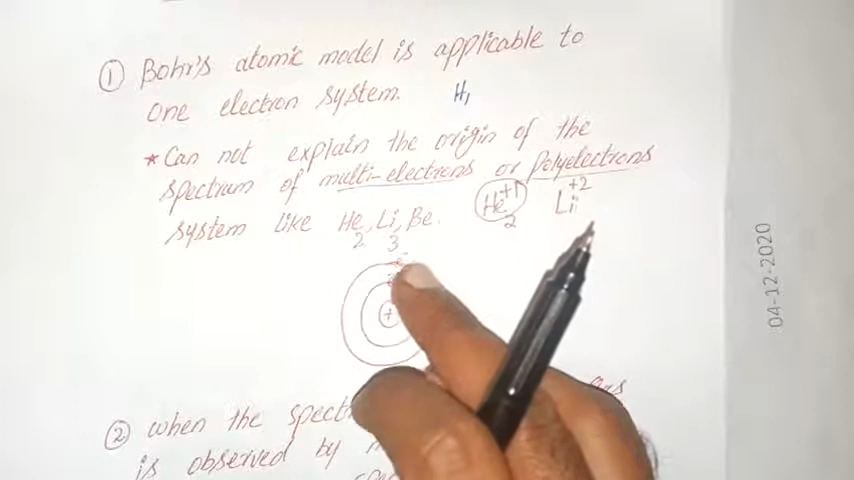 ① Bohr's atomic model is applicable to
one electron system. H,
* Can not explain the origin of the
spectrum of multi-electrons or polyelectrons
system like He, Li, Be. He+1 Li+2
2 3 2
e-
+
② when the
is observed by
04-12-2020